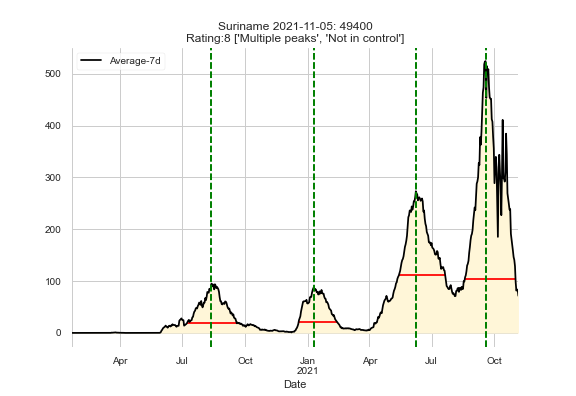 Suriname 2021-11-05: 49400
Rating:8 ['Multiple peaks', 'Not in control']
Average-7d
500
400
300
200
100
0
Apr Jul Oct Jan Apr Jul Oct
2021
Date